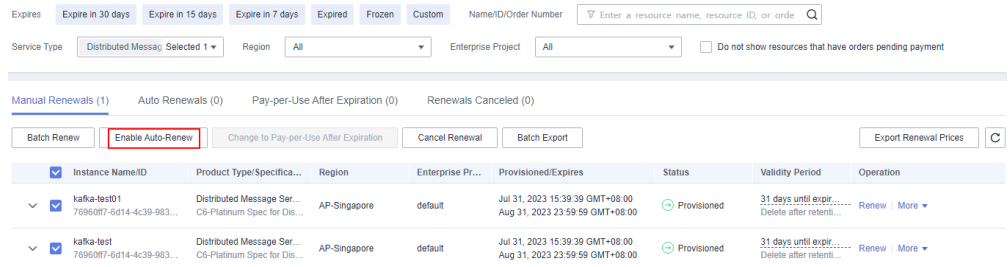 Expires Expire in 30 days Expire in 15 days Expire in 7 days Expired Frozen Custom Name/ID/Order Number Enter a resource name, resource ID, or orde
Service Type Distributed Messag Selected 1 Region All Enterprise Project All Do not show resources that have orders pending payment
Manual Renewals (1) Auto Renewals (0) Pay-per-Use After Expiration (0) Renewals Canceled (0)
Batch Renew Enable Auto-Renew Change to Pay-per-Use After Expiration Cancel Renewal Batch Export Export Renewal Prices
Instance Name/ID Product Type/Specifica... Region Enterprise Pr... Provisioned/Expires Status Validity Period Operation
kafka-test01 Distributed Message Ser... AP-Singapore default Jul 31, 2023 15:39:39 GMT+08:00 Provisioned 31 days until expir... Renew More
76960ff7-6d14-4c39-983... C6-Platinum Spec for Dis... Aug 31, 2023 23:59:59 GMT+08:00 Delete after retenti...
kafka-test Distributed Message Ser... AP-Singapore default Jul 31, 2023 15:39:39 GMT+08:00 Provisioned 31 days until expir... Renew More
76960ff7-6d14-4c39-983... C6-Platinum Spec for Dis... Aug 31, 2023 23:59:59 GMT+08:00 Delete after retenti...